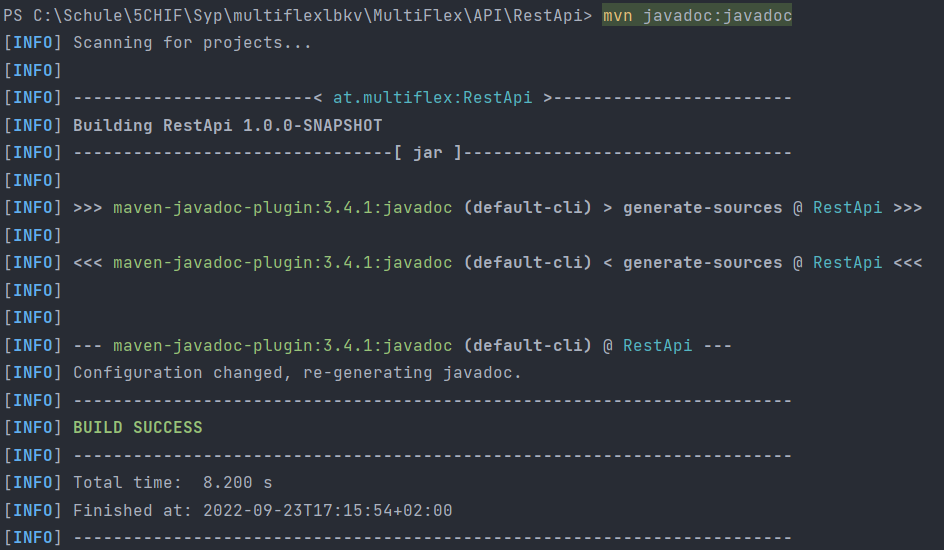 PS C:\Schule\5CHIF\Syp\multiflexlbkv\MultiFlex\API\RestApi> mvn javadoc:javadoc
[INFO] Scanning for projects...
[INFO]
[INFO] ------------------------< at.multiflex:RestApi >------------------------
[INFO] Building RestApi 1.0.0-SNAPSHOT
[INFO] --------------------------------[ jar ]---------------------------------
[INFO]
[INFO] >>> maven-javadoc-plugin:3.4.1:javadoc (default-cli) > generate-sources @ RestApi >>>
[INFO]
[INFO] <<< maven-javadoc-plugin:3.4.1:javadoc (default-cli) < generate-sources @ RestApi <<<
[INFO]
[INFO]
[INFO] --- maven-javadoc-plugin:3.4.1:javadoc (default-cli) @ RestApi ---
[INFO] Configuration changed, re-generating javadoc.
[INFO] ------------------------------------------------------------------------
[INFO] BUILD SUCCESS
[INFO] ------------------------------------------------------------------------
[INFO] Total time:  8.200 s
[INFO] Finished at: 2022-09-23T17:15:54+02:00
[INFO] ------------------------------------------------------------------------